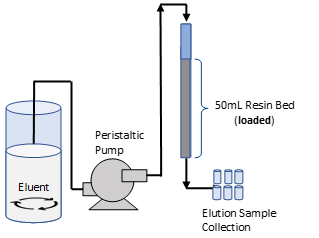 Peristaltic
Pump
50mL Resin Bed
(loaded)
Eluent
Elution Sample
Collection